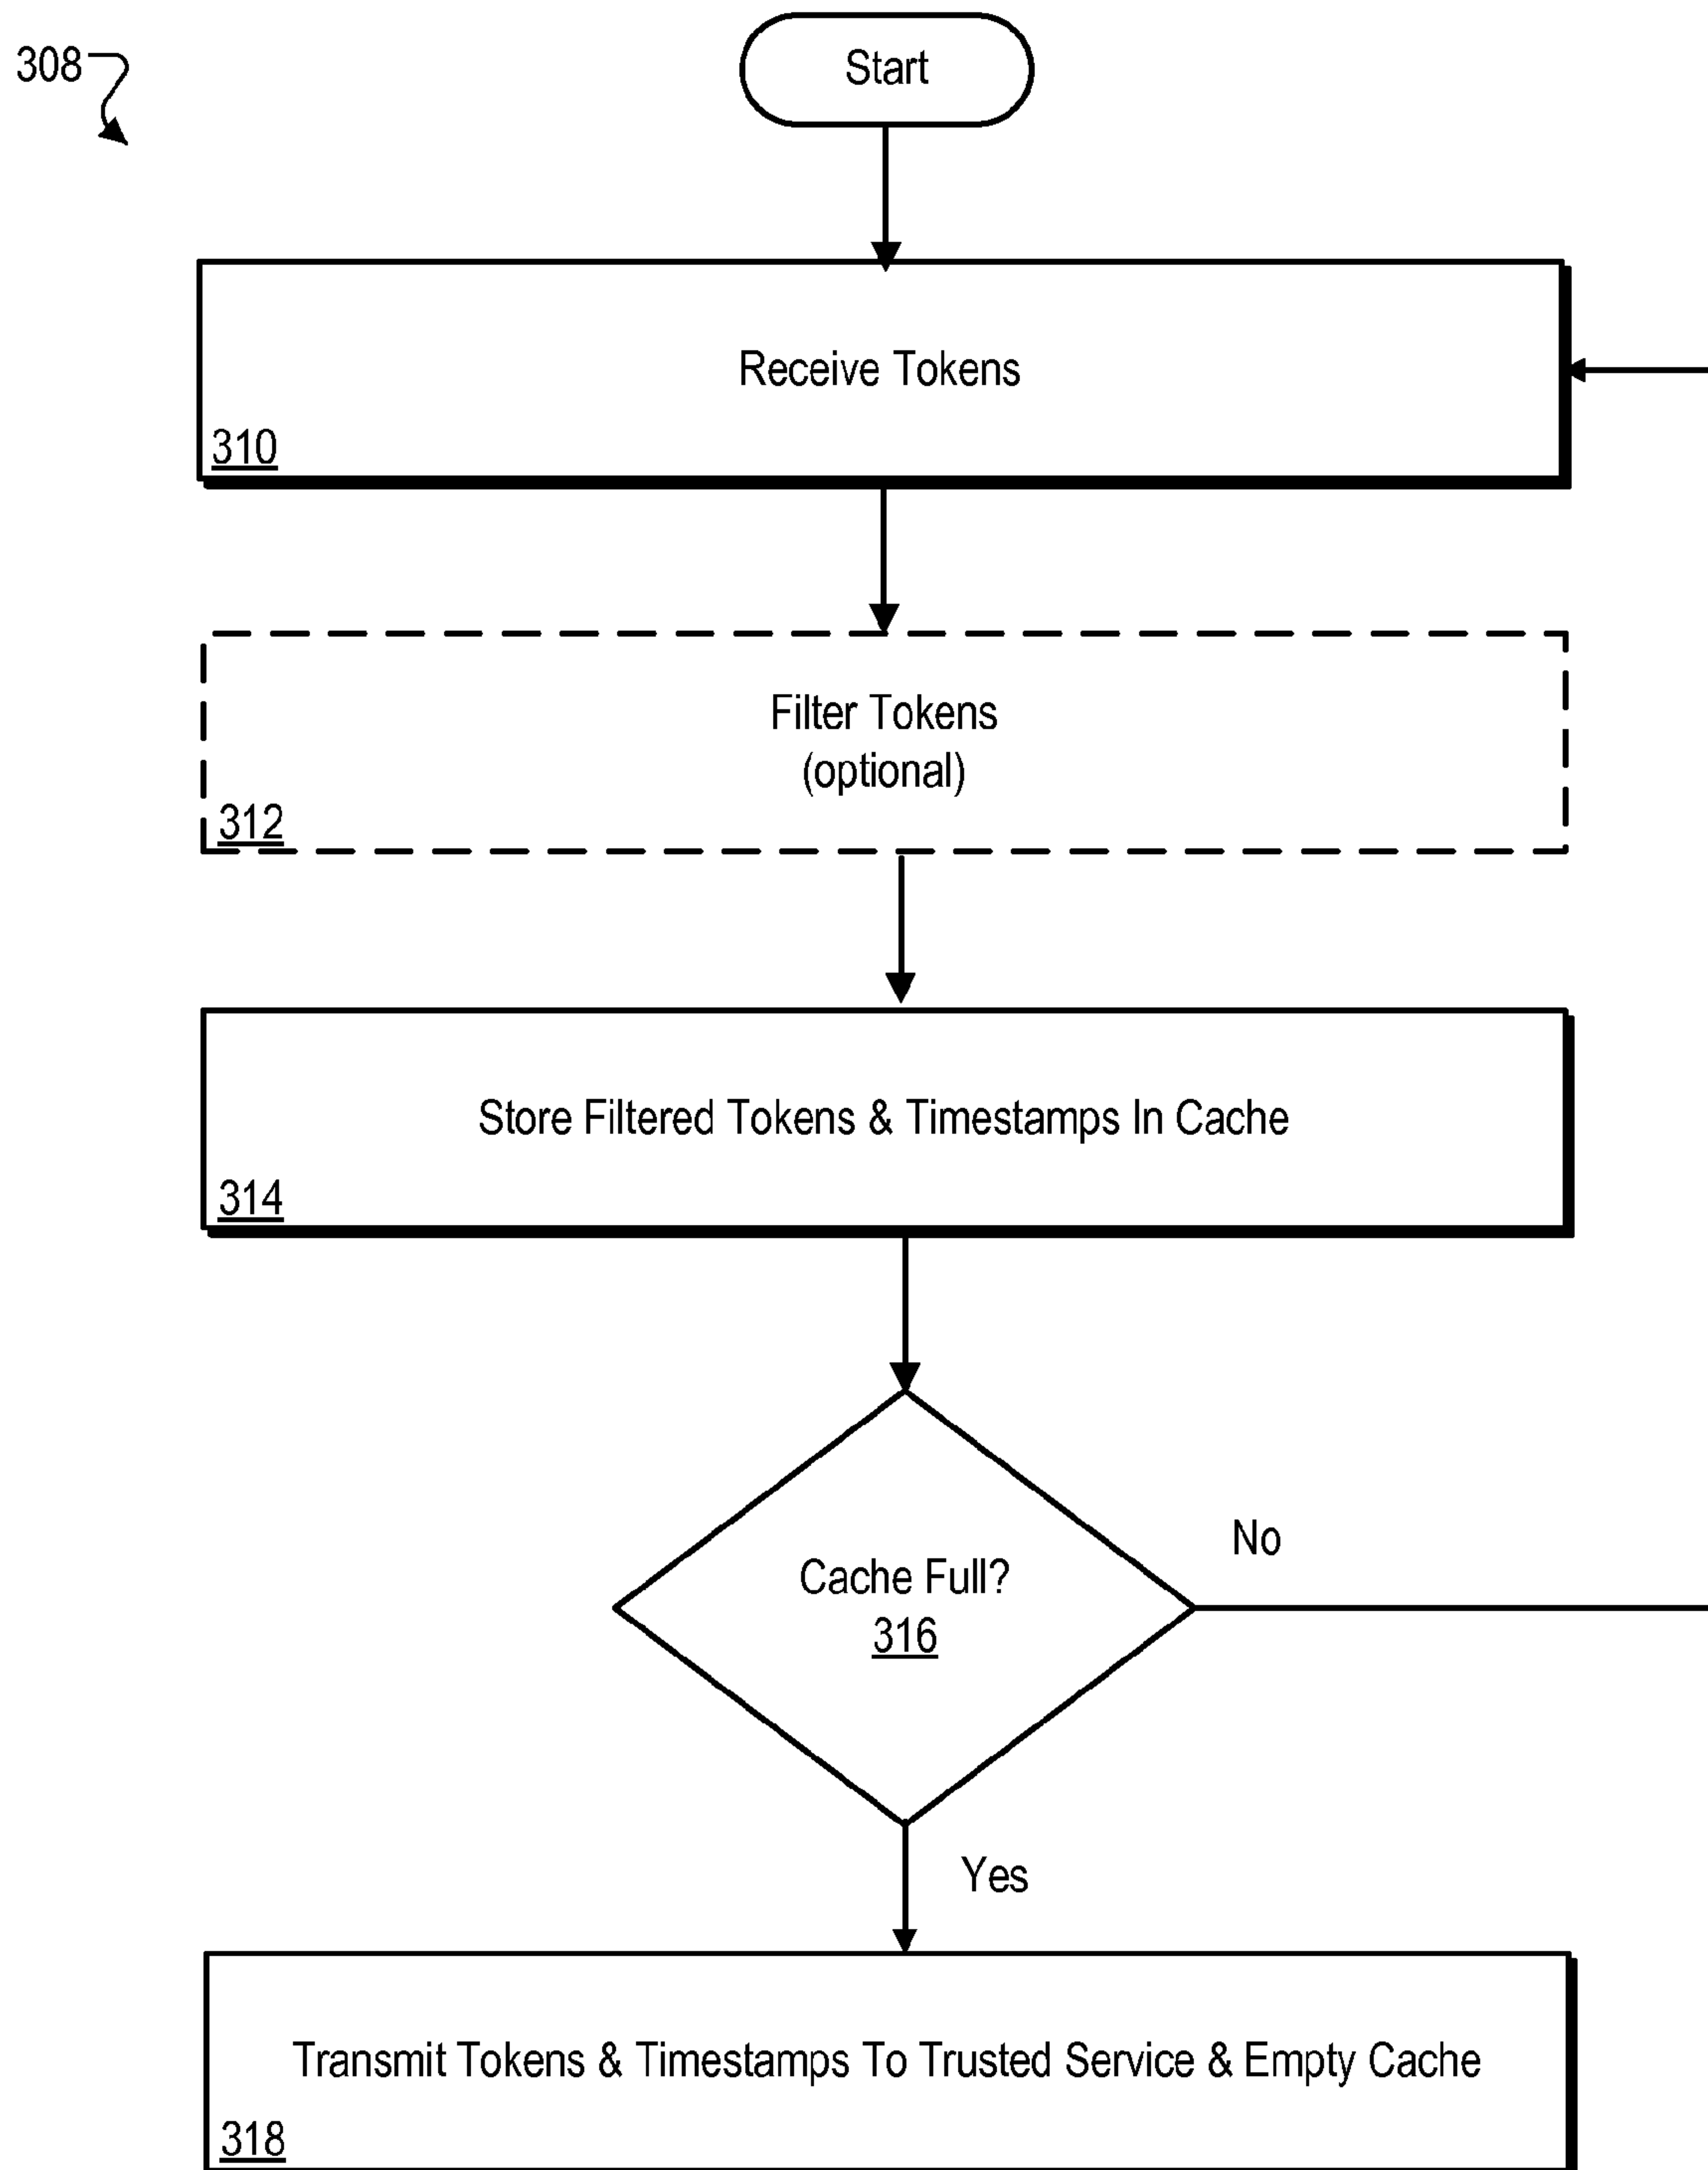 308
Start
Receive Tokens
310
Filter Tokens
(optional)
312
Store Filtered Tokens & Timestamps In Cache
314
Cache Full?
316
No
Yes
Transmit Tokens & Timestamps To Trusted Service & Empty Cache
318